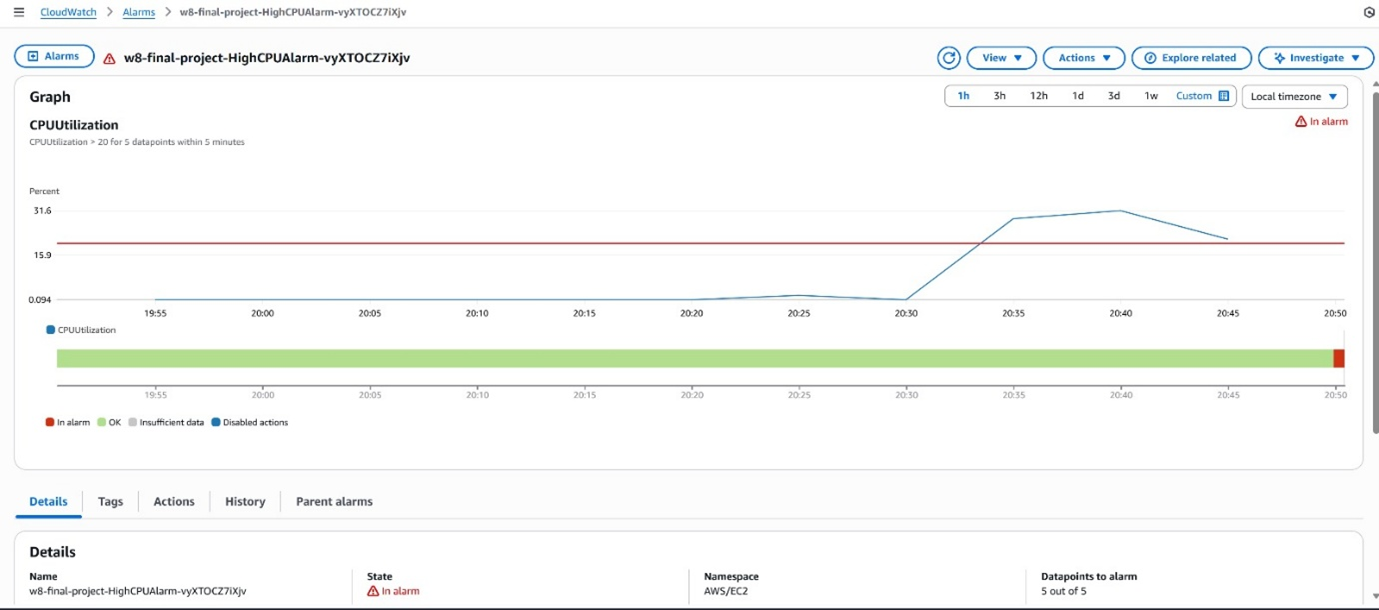 CloudWatch > Alarms > w8-final-project-HighCPUAlarm-vyXTOCZ7iXjv
Alarms w8-final-project-HighCPUAlarm-vyXTOCZ7iXjv View Actions Explore related Investigate
Graph 1h 3h 12h 1d 3d 1w Custom Local timezone
CPUUtilization In alarm
CPUUtilization > 20 for 5 datapoints within 5 minutes
Percent
31.6
15.9
0.094
19:55 20:00 20:05 20:10 20:15 20:20 20:25 20:30 20:35 20:40 20:45 20:50
CPUUtilization
19:55 20:00 20:05 20:10 20:15 20:20 20:25 20:30 20:35 20:40 20:45 20:50
In alarm OK Insufficient data Disabled actions
Details Tags Actions History Parent alarms
Details
Name State Namespace Datapoints to alarm
w8-final-project-HighCPUAlarm-vyXTOCZ7iXjv In alarm AWS/EC2 5 out of 5